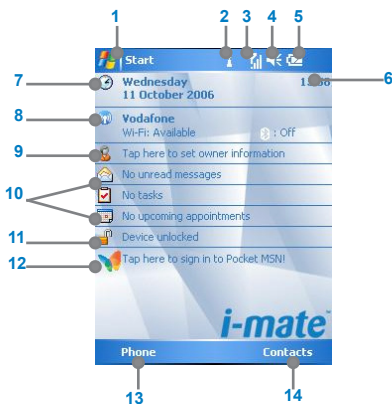 1 2 3 4 5
Start
6
7 Wednesday
11 October 2006
8 Vodafone
Wi-Fi: Available : Off
9 Tap here to set owner information
10 No unread messages
No tasks
No upcoming appointments
11 Device unlocked
12 Tap here to sign in to Pocket MSN!
i-mate
Phone Contacts
13 14